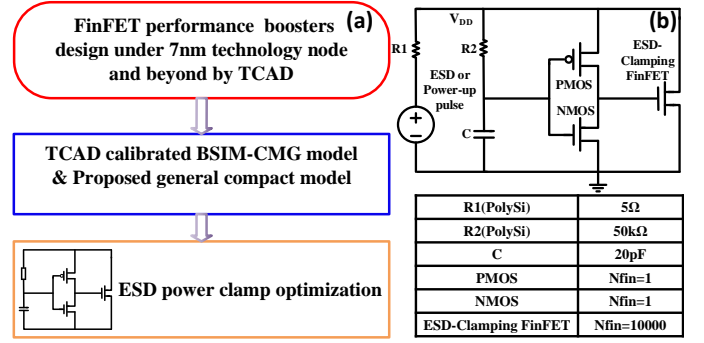 (a)
FinFET performance boosters
design under 7nm technology node
and beyond by TCAD
TCAD calibrated BSIM-CMG model
& Proposed general compact model
ESD power clamp optimization
(b)
V_DD
R1
R2
ESD or
Power-up
pulse
C
PMOS
NMOS
ESD-
Clamping
FinFET
R1(PolySi) 5Ω
R2(PolySi) 50kΩ
C 20pF
PMOS Nfin=1
NMOS Nfin=1
ESD-Clamping FinFET Nfin=10000